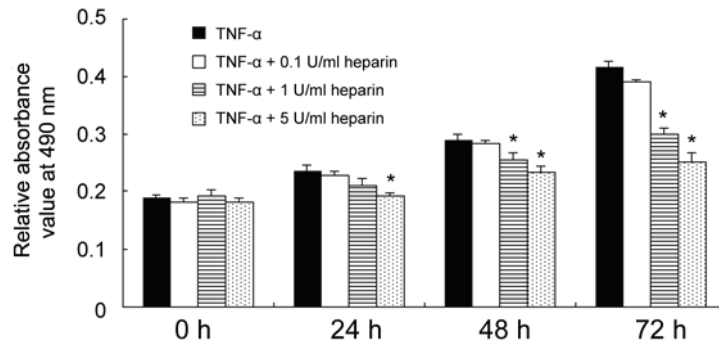 0.5
0.4
0.3
0.2
0.1
0
Relative absorbance
value at 490 nm
TNF-α
TNF-α + 0.1 U/ml heparin
TNF-α + 1 U/ml heparin
TNF-α + 5 U/ml heparin
*
* *
*
*
0 h 24 h 48 h 72 h